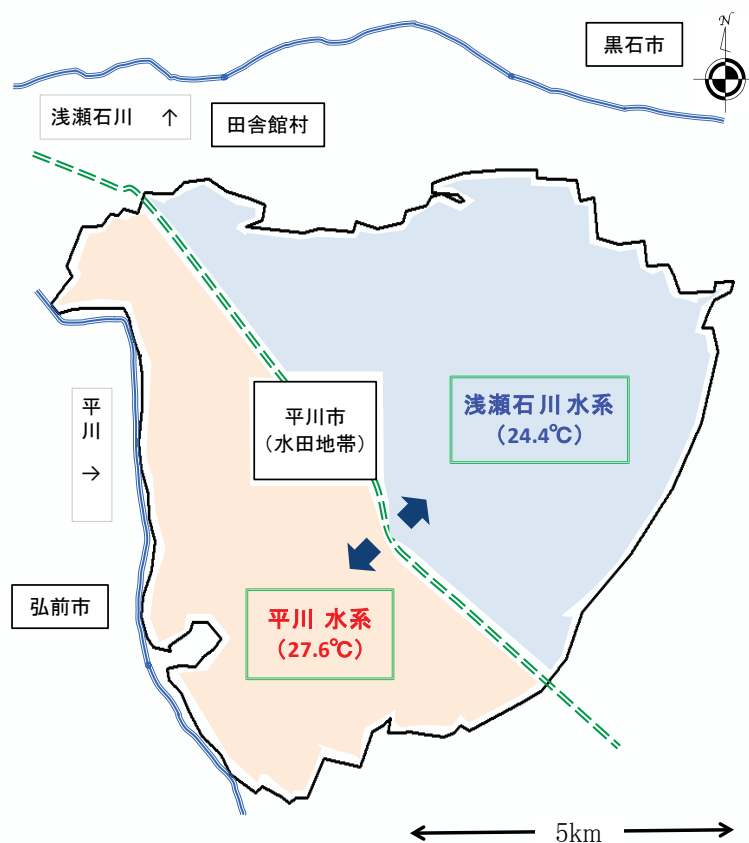 黒石市
N
浅瀬石川 ↑
田舎館村
平川 →
平川市
(水田地帯)
浅瀬石川 水系
(24.4℃)
弘前市
平川 水系
(27.6℃)
5km